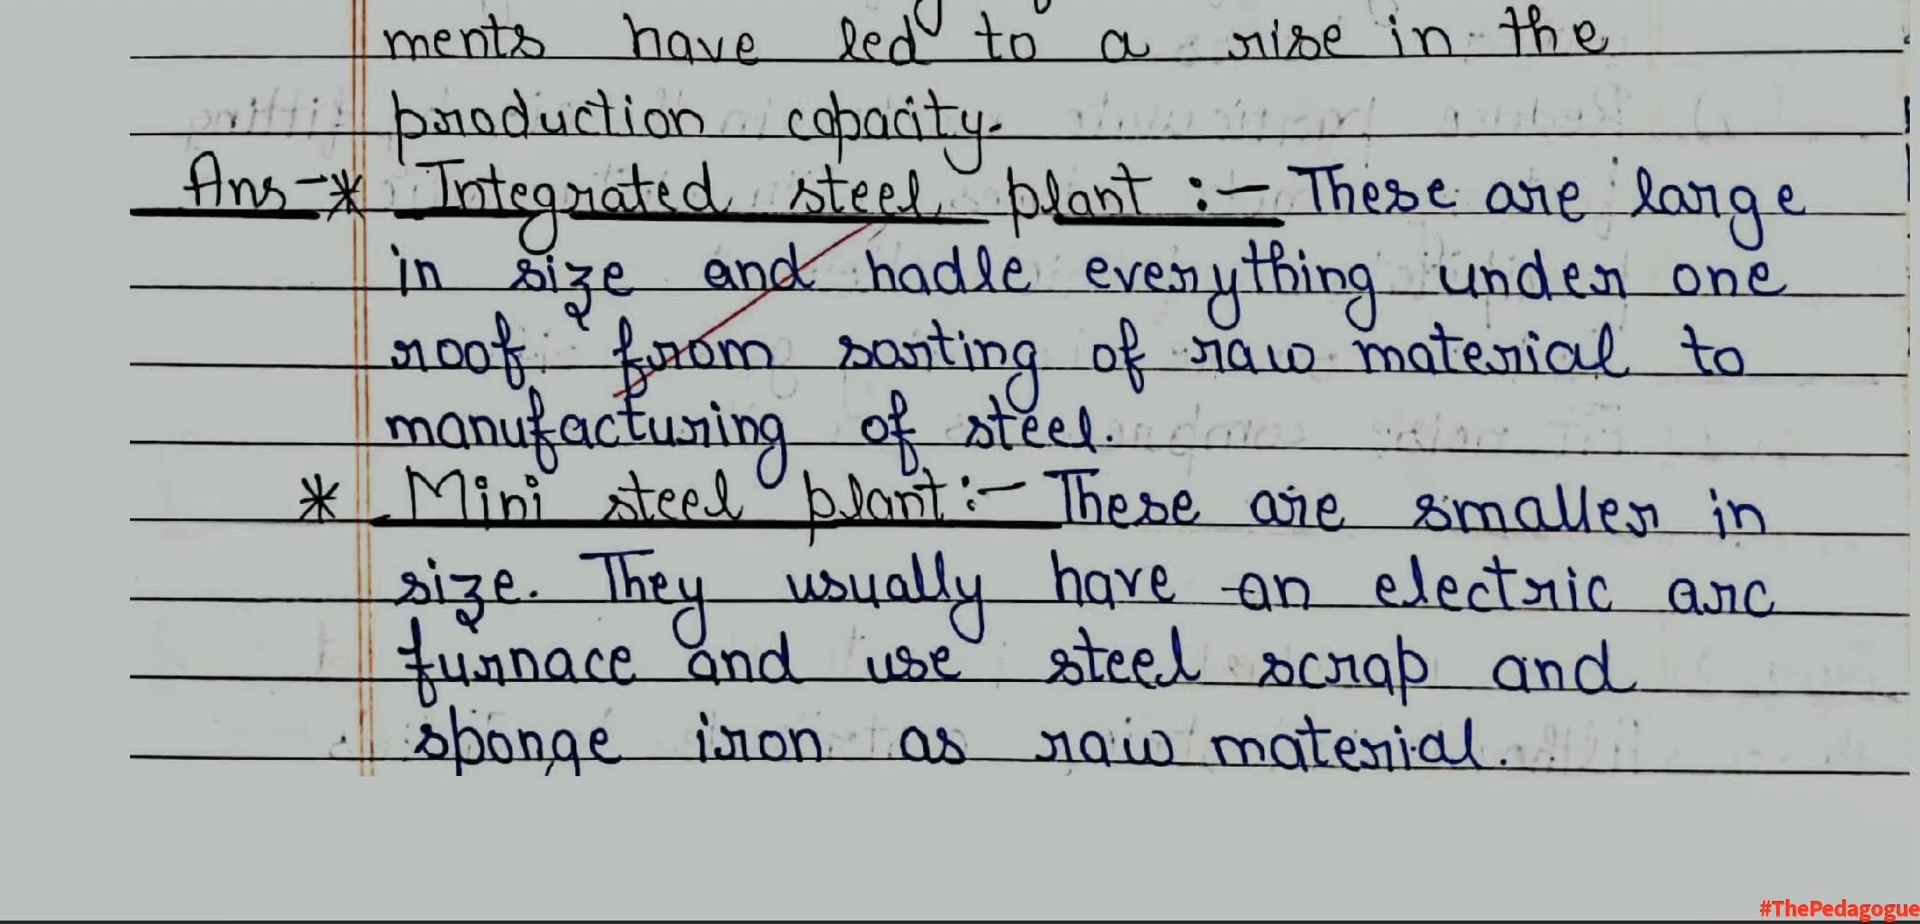 ments have led to a rise in the
production capacity.
Ans-* Integrated steel plant :- These are large
in size and hadle everything under one
roof from sorting of raw material to
manufacturing of steel.
* Mini steel plant:- These are smaller in
size. They usually have an electric arc
furnace and use steel scrap and
sponge iron as raw material.
#ThePedagogue